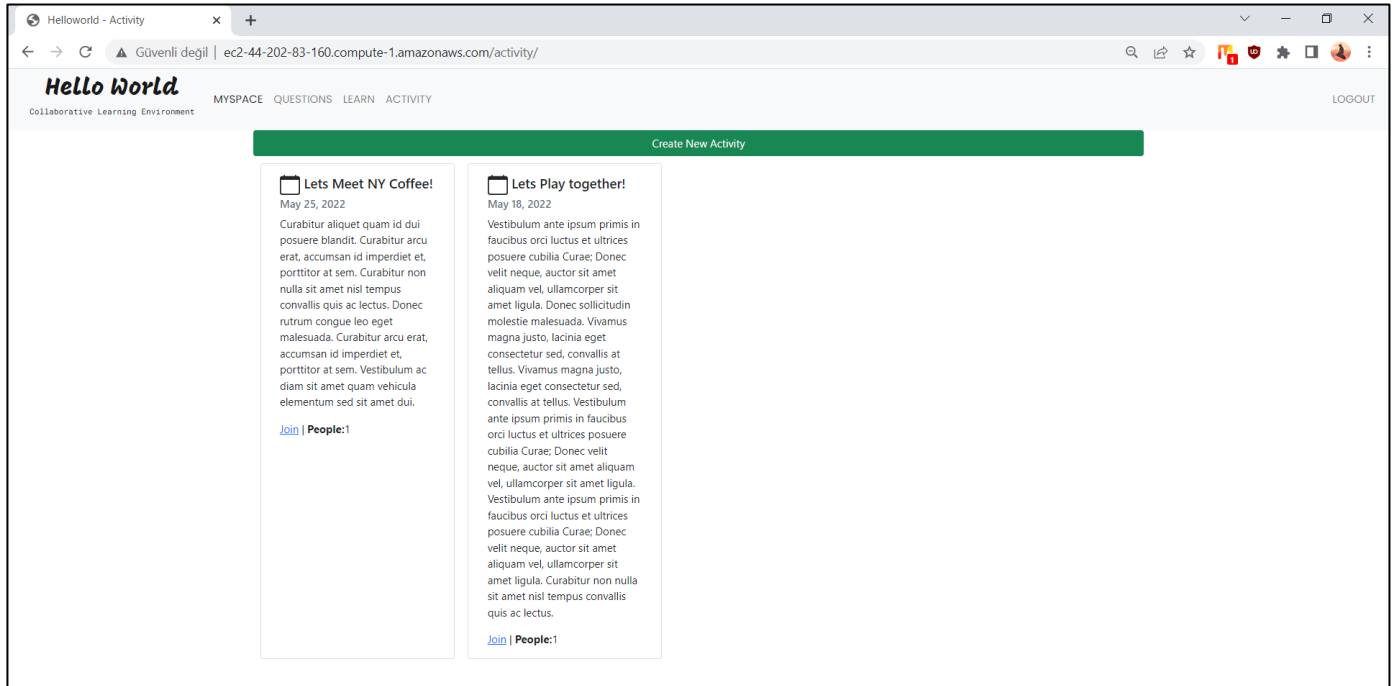 Helloworld - Activity
Güvenli değil | ec2-44-202-83-160.compute-1.amazonaws.com/activity/
1
Hello World
Collaborative Learning Environment
MYSPACE QUESTIONS LEARN ACTIVITY
LOGOUT
Create New Activity
Lets Meet NY Coffee!
May 25, 2022
Curabitur aliquet quam id dui
posuere blandit. Curabitur arcu
erat, accumsan id imperdiet et,
porttitor at sem. Curabitur non
nulla sit amet nisl tempus
convallis quis ac lectus. Donec
rutrum congue leo eget
malesuada. Curabitur arcu erat,
accumsan id imperdiet et,
porttitor at sem. Vestibulum ac
diam sit amet quam vehicula
elementum sed sit amet dui.
Join | People:1
Lets Play together!
May 18, 2022
Vestibulum ante ipsum primis in
faucibus orci luctus et ultrices
posuere cubilia Curae; Donec
velit neque, auctor sit amet
aliquam vel, ullamcorper sit
amet ligula. Donec sollicitudin
molestie malesuada. Vivamus
magna justo, lacinia eget
consectetur sed, convallis at
tellus. Vivamus magna justo,
lacinia eget consectetur sed,
convallis at tellus. Vestibulum
ante ipsum primis in faucibus
orci luctus et ultrices posuere
cubilia Curae; Donec velit
neque, auctor sit amet aliquam
vel, ullamcorper sit amet ligula.
Vestibulum ante ipsum primis in
faucibus orci luctus et ultrices
posuere cubilia Curae; Donec
velit neque, auctor sit amet
aliquam vel, ullamcorper sit
amet ligula. Curabitur non nulla
sit amet nisl tempus convallis
quis ac lectus.
Join | People:1